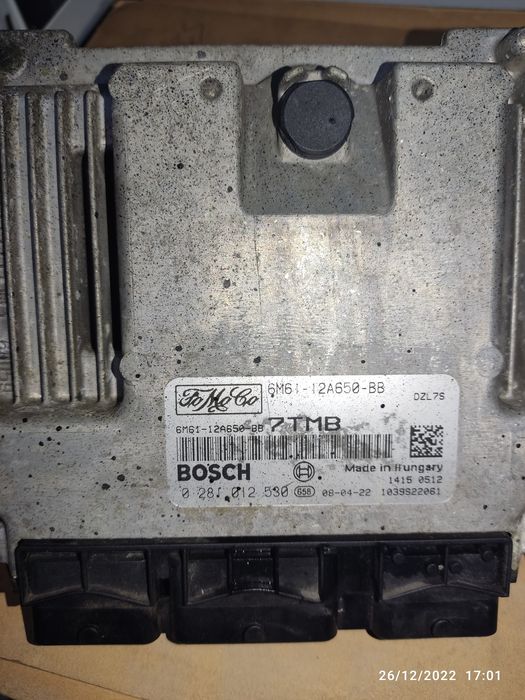 FoMoCo 6M61-12A650-BB
DZL7S
6M61-12A650-BB 7TMB
BOSCH Made in Hungary
1415 0512
0 281 012 530 658 08-04-22 1039S22061
26/12/2022 17:01